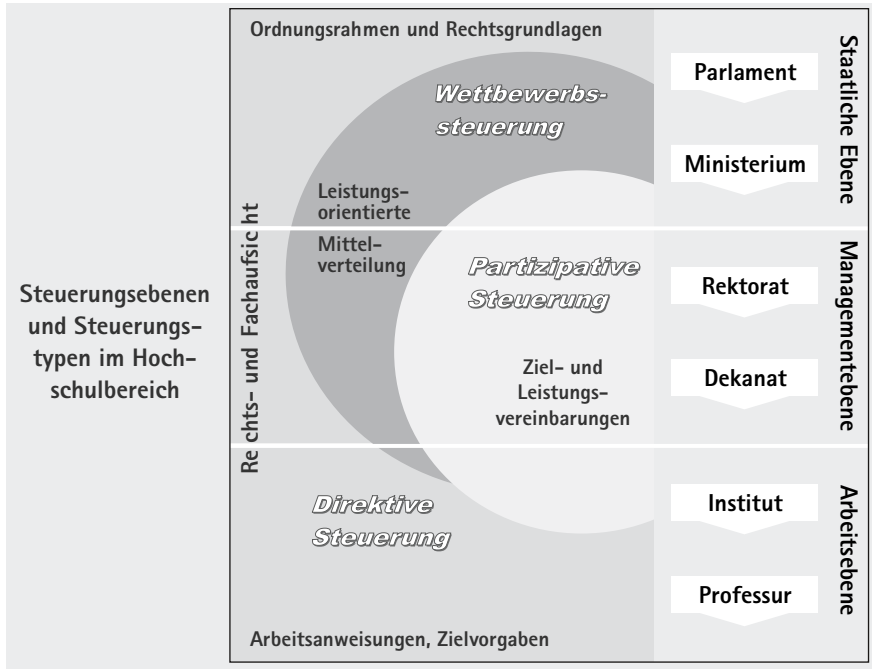 Steuerungsebenen
und Steuerungs-
typen im Hoch-
schulbereich
Ordnungsrahmen und Rechtsgrundlagen
Wettbewerbs-
steuerung
Leistungs-
orientierte
Mittel-
verteilung
Rechts- und Fachaufsicht
Partizipative
Steuerung
Ziel- und
Leistungs-
vereinbarungen
Direktive
Steuerung
Arbeitsanweisungen, Zielvorgaben
Parlament
Ministerium
Staatliche Ebene
Rektorat
Dekanat
Managementebene
Institut
Professur
Arbeitsebene